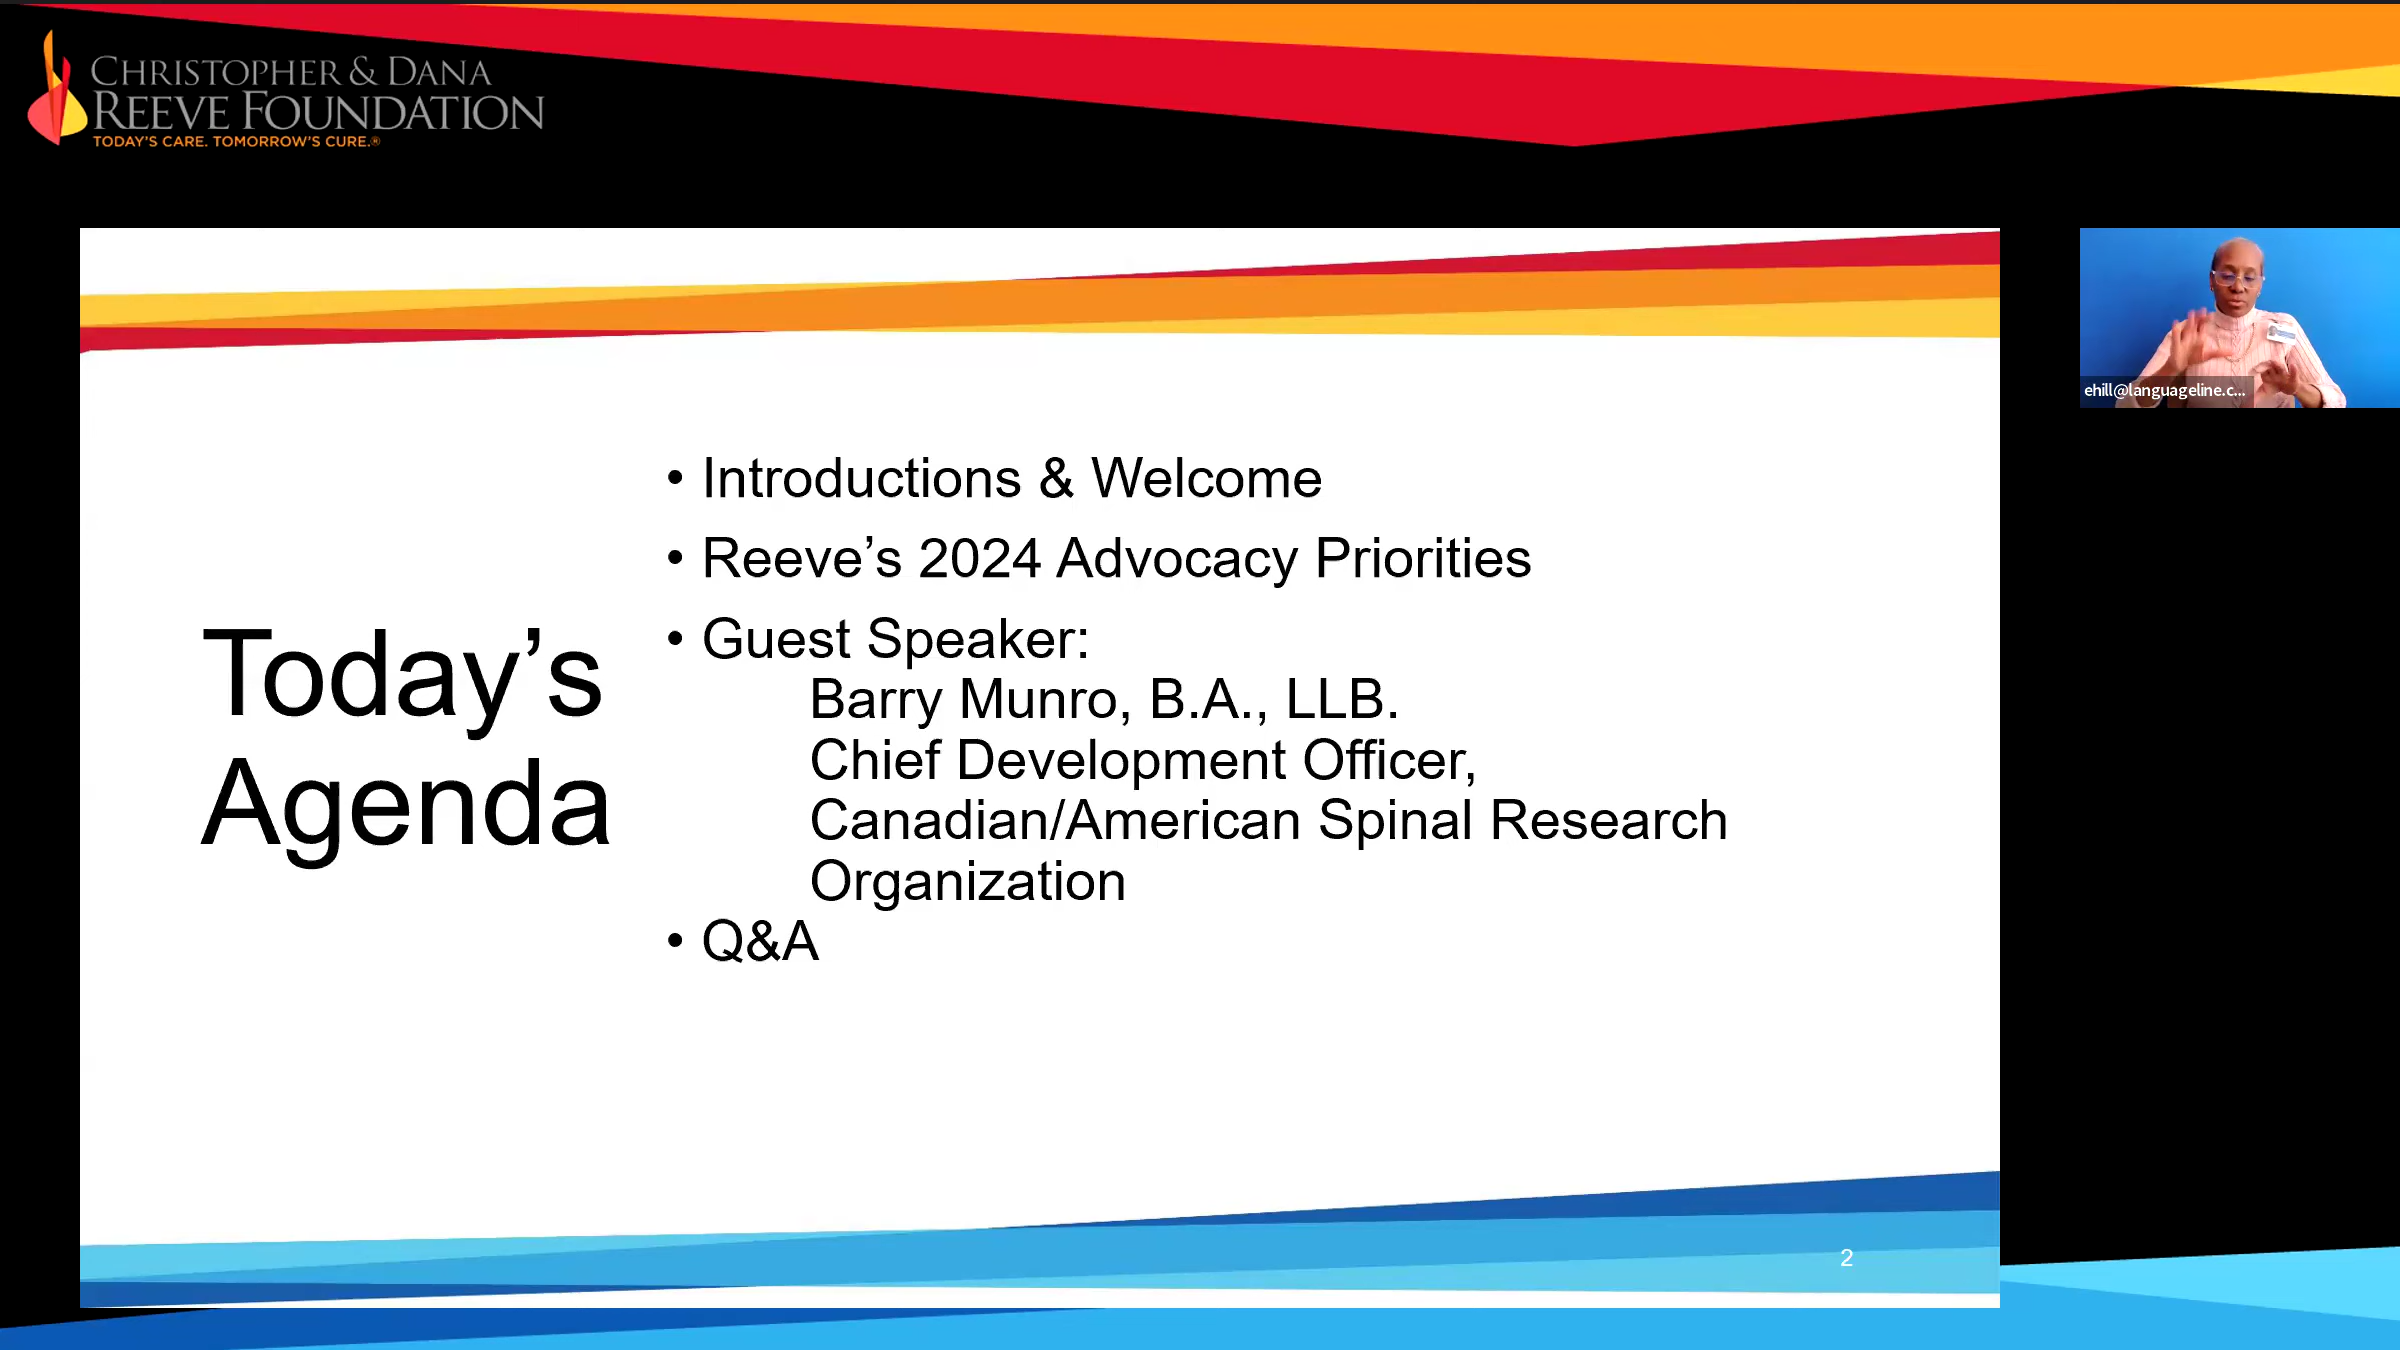 CHRISTOPHER & DANA
REEVE FOUNDATION
TODAY'S CARE. TOMORROW'S CURE.®
Today’s
Agenda
• Introductions & Welcome
• Reeve’s 2024 Advocacy Priorities
• Guest Speaker:
Barry Munro, B.A., LLB.
Chief Development Officer,
Canadian/American Spinal Research
Organization
• Q&A
ehill@languageline.c...
2